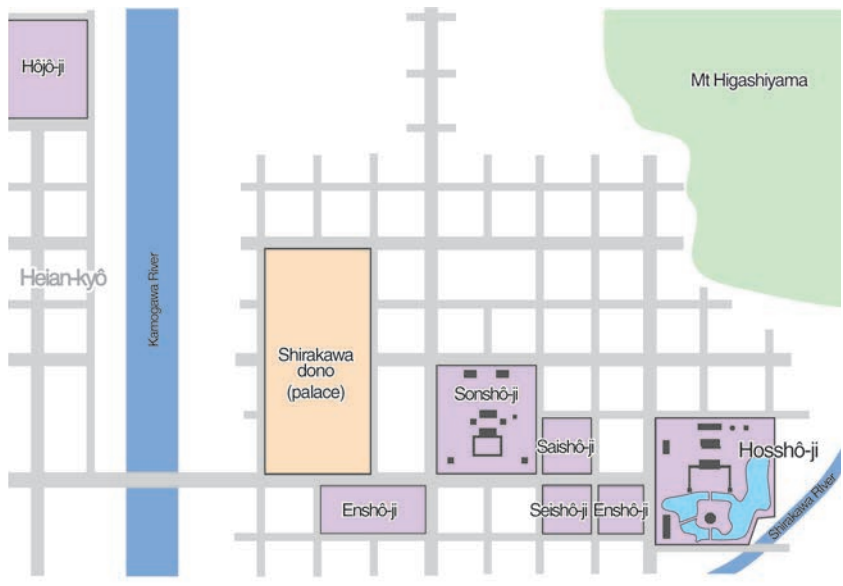 Hôjô-ji
Mt Higashiyama
Heian-kyô
Kamogawa River
Shirakawa
dono
(palace)
Sonshô-ji
Saishô-ji
Hosshô-ji
Enshô-ji
Seishô-ji
Enshô-ji
Shirakawa River